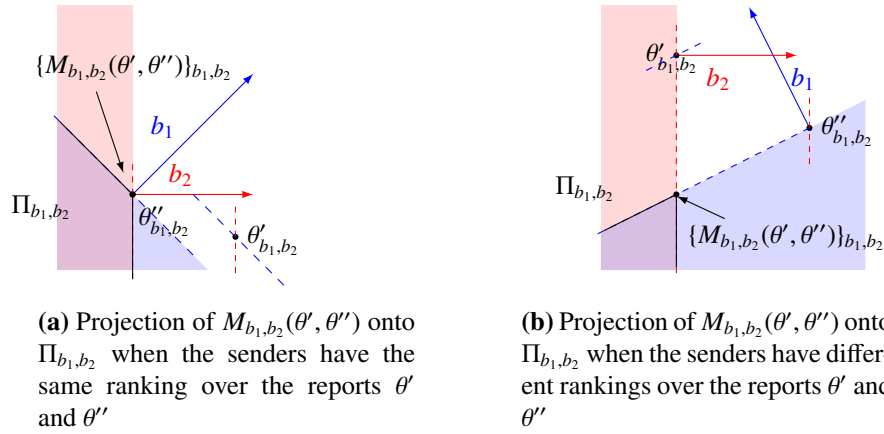 {M_{b_1,b_2}(θ′, θ″)}_{b_1,b_2}
b_1
b_2
Π_{b_1,b_2}
θ″_{b_1,b_2}
θ′_{b_1,b_2}
(a) Projection of M_{b_1,b_2}(θ′, θ″) onto
Π_{b_1,b_2} when the senders have the
same ranking over the reports θ′
and θ″
θ′_{b_1,b_2}
b_2
b_1
θ″_{b_1,b_2}
Π_{b_1,b_2}
{M_{b_1,b_2}(θ′, θ″)}_{b_1,b_2}
(b) Projection of M_{b_1,b_2}(θ′, θ″) onto
Π_{b_1,b_2} when the senders have differ-
ent rankings over the reports θ′ and
θ″